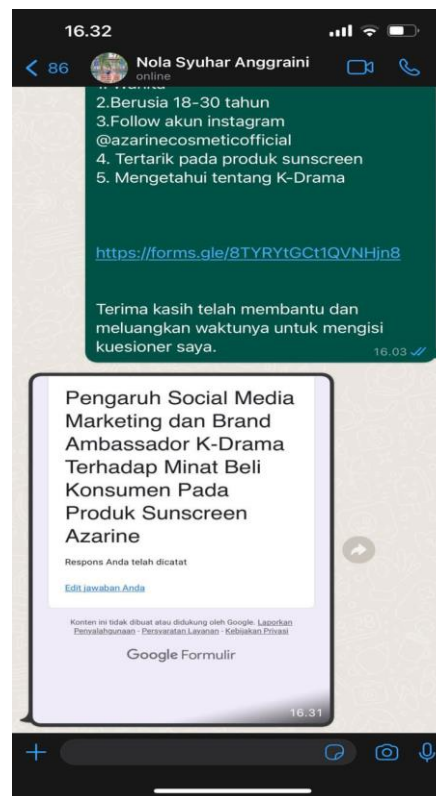 16.32
86
Nola Syuhar Anggraini
online
2.Berusia 18-30 tahun
3.Follow akun instagram
@azarinecosmeticofficial
4. Tertarik pada produk sunscreen
5. Mengetahui tentang K-Drama
https://forms.gle/8TYRYtGCt1QVNHjn8
Terima kasih telah membantu dan
meluangkan waktunya untuk mengisi
kuesioner saya.
16.03
Pengaruh Social Media
Marketing dan Brand
Ambassador K-Drama
Terhadap Minat Beli
Konsumen Pada
Produk Sunscreen
Azarine
Respons Anda telah dicatat
Edit jawaban Anda
Konten ini tidak dibuat atau didukung oleh Google. Laporkan
Penyalahgunaan - Persyaratan Layanan - Kebijakan Privasi
Google Formulir
16.31